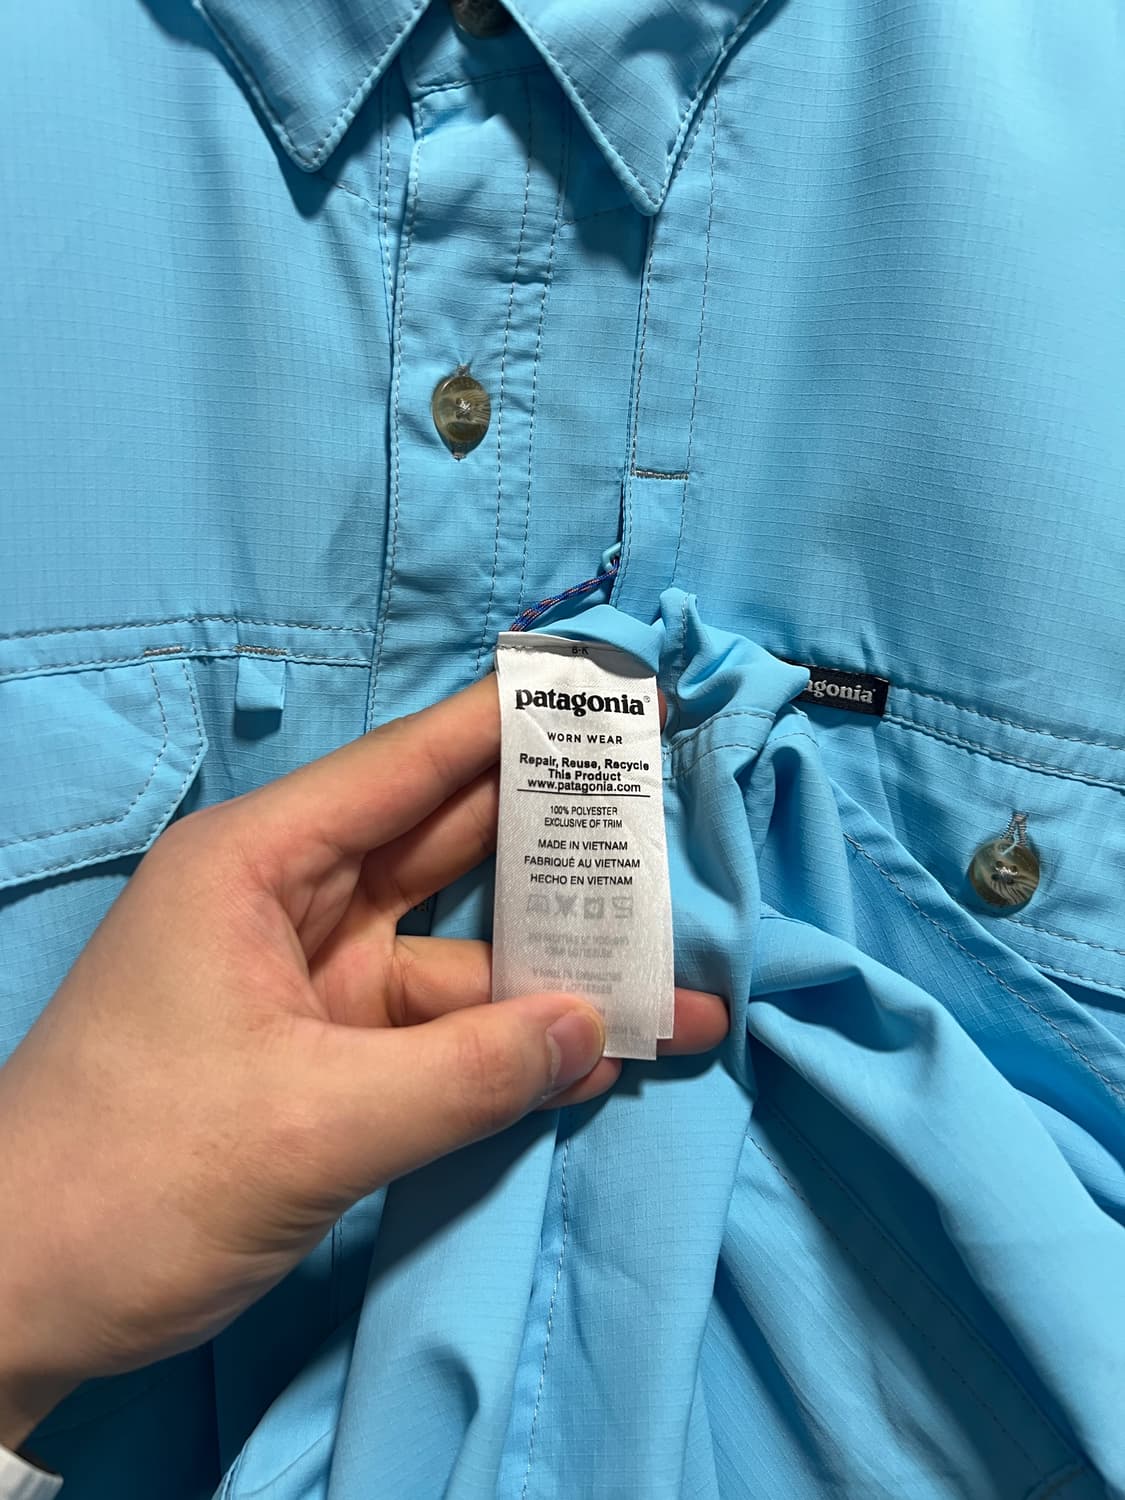 patagonia®
WORN WEAR
Repair, Reuse, Recycle
This Product
www.patagonia.com
100% POLYESTER
EXCLUSIVE OF TRIM
MADE IN VIETNAM
FABRIQUÉ AU VIETNAM
HECHO EN VIETNAM
agonia